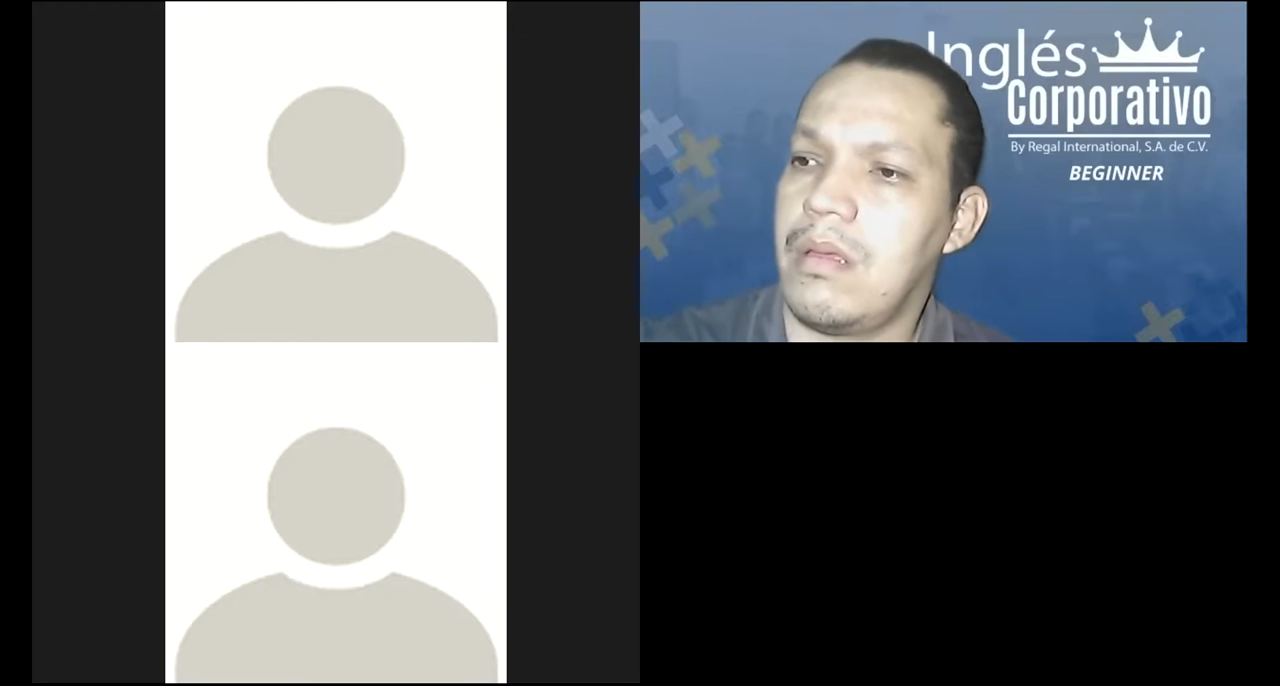 Inglés
Corporativo
By Regal International, S.A. de C.V.
BEGINNER